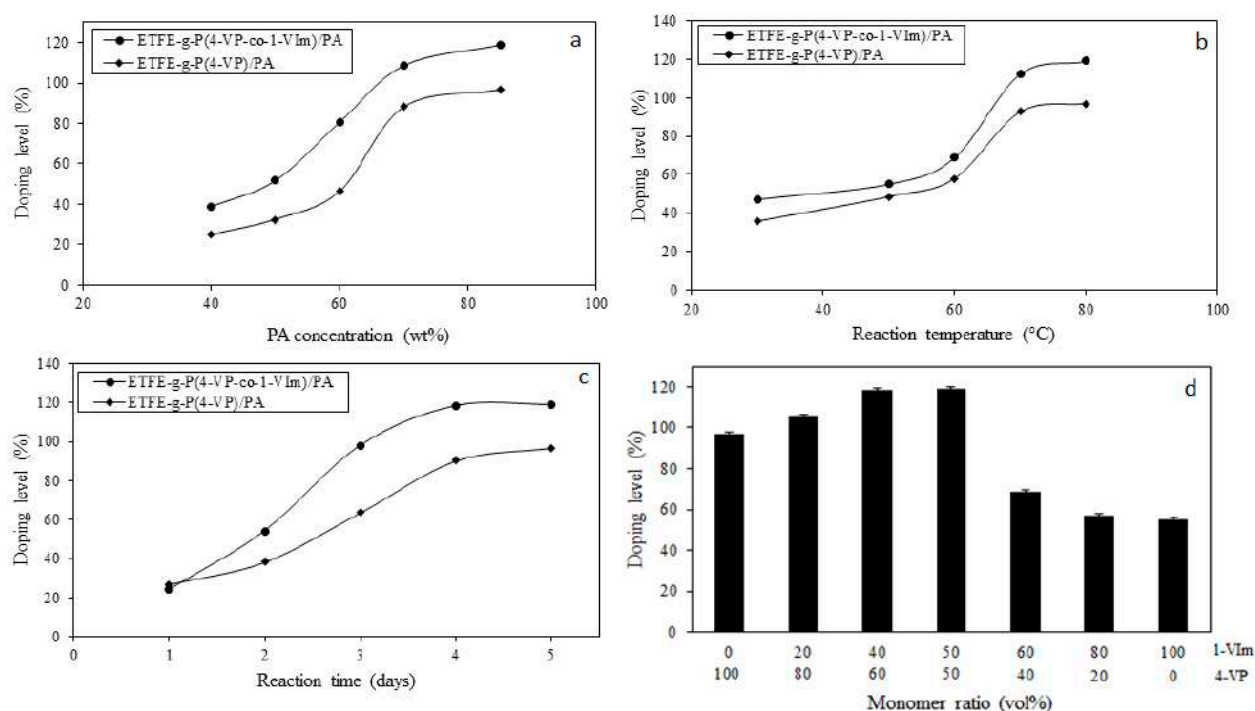 140
120
100
80
60
40
20
0
Doping level (%)
ETFE-g-P(4-VP-co-1-VIm)/PA
ETFE-g-P(4-VP)/PA
a
20 40 60 80 100
PA concentration (wt%)
140
120
100
80
60
40
20
0
Doping level (%)
ETFE-g-P(4-VP-co-1-VIm)/PA
ETFE-g-P(4-VP)/PA
b
20 40 60 80 100
Reaction temperature (°C)
140
120
100
80
60
40
20
0
Doping level (%)
ETFE-g-P(4-VP-co-1-VIm)/PA
ETFE-g-P(4-VP)/PA
c
0 1 2 3 4 5
Reaction time (days)
120
100
80
60
40
20
0
Doping level (%)
d
0 20 40 50 60 80 100 1-VIm
100 80 60 50 40 20 0 4-VP
Monomer ratio (vol%)